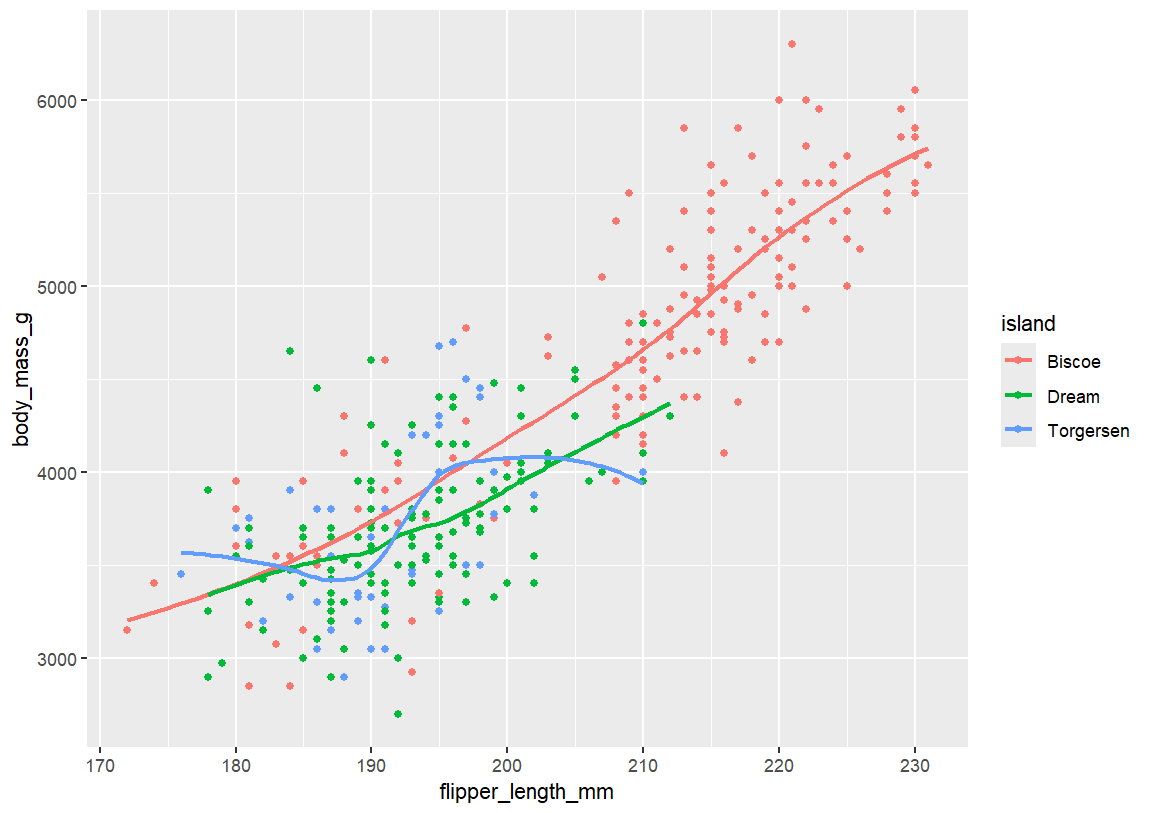 6000
5000
4000
3000
body_mass_g
170 180 190 200 210 220 230
flipper_length_mm
island
Biscoe
Dream
Torgersen